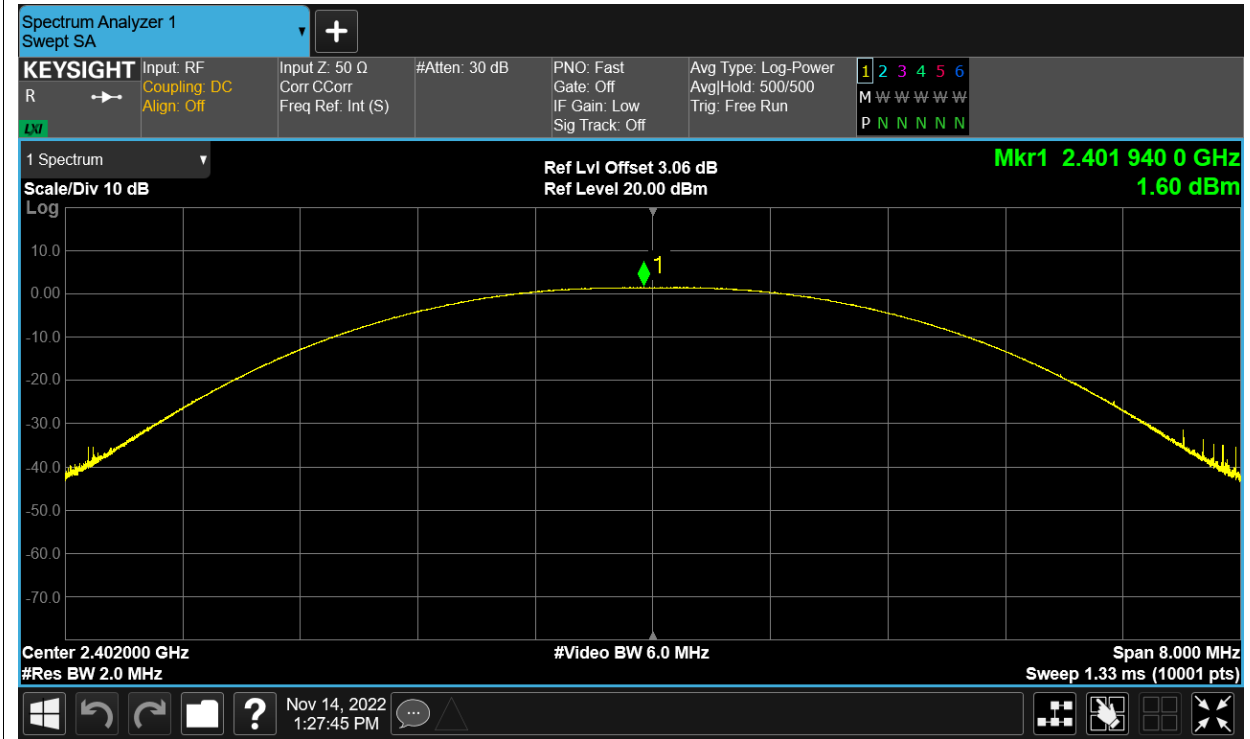 Spectrum Analyzer 1
Swept SA
KEYSIGHT
R
LXI
Input: RF
Coupling: DC
Align: Off
Input Z: 50 Ω
Corr CCorr
Freq Ref: Int (S)
#Atten: 30 dB
PNO: Fast
Gate: Off
IF Gain: Low
Sig Track: Off
Avg Type: Log-Power
Avg|Hold: 500/500
Trig: Free Run
1 2 3 4 5 6
M W W W W W
P N N N N N
1 Spectrum
Scale/Div 10 dB
Log
Ref Lvl Offset 3.06 dB
Ref Level 20.00 dBm
Mkr1 2.401 940 0 GHz
1.60 dBm
1
10.0
0.00
-10.0
-20.0
-30.0
-40.0
-50.0
-60.0
-70.0
Center 2.402000 GHz
#Res BW 2.0 MHz
#Video BW 6.0 MHz
Span 8.000 MHz
Sweep 1.33 ms (10001 pts)
?
Nov 14, 2022
1:27:45 PM